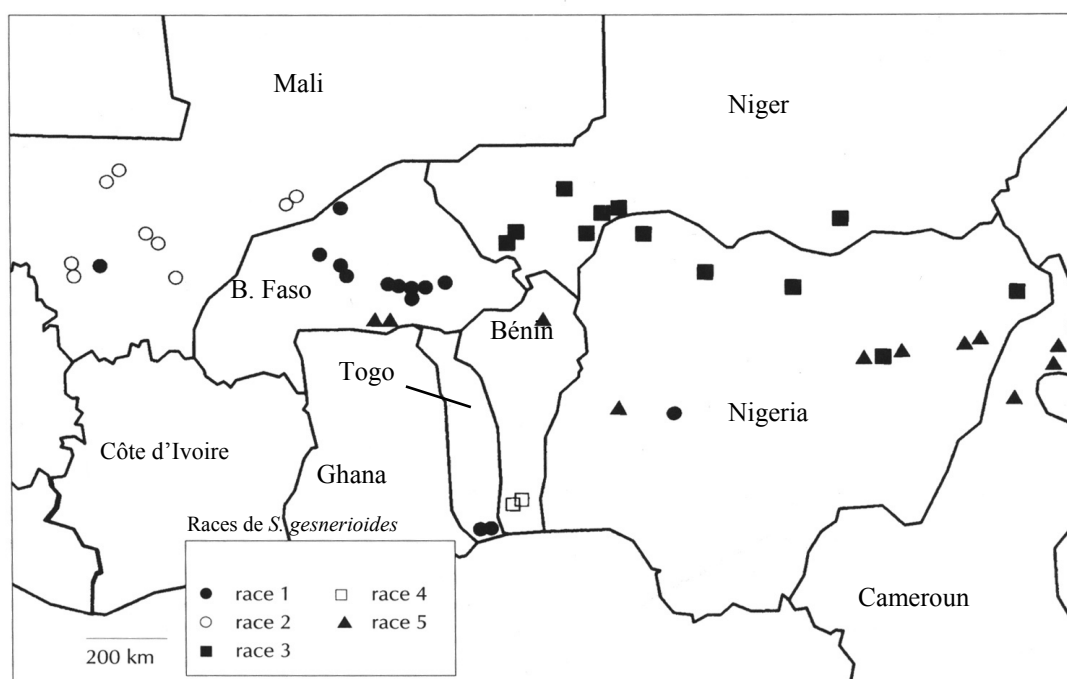 Mali
Niger
B. Faso
Bénin
Togo
Nigeria
Côte d'Ivoire
Ghana
Races de S. gesnerioides
race 1
race 4
race 2
race 5
race 3
Cameroun
200 km